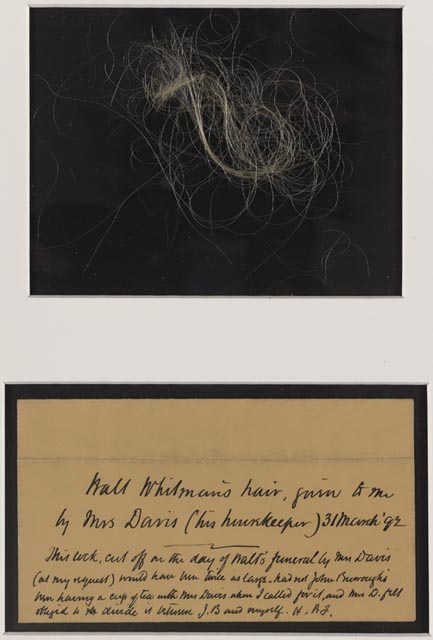 Walt Whitman's hair, given to me
by Mrs Davis (his housekeeper) 31 March '92
This lock, cut off on the day of Walt's funeral by Mrs Davis
(at my request) would have been twice as large had not John Burroughs
been having a cup of tea with Mrs Davis when I called for it, and Mrs D. felt
obliged to divide it between J.B and myself. H. B. F.